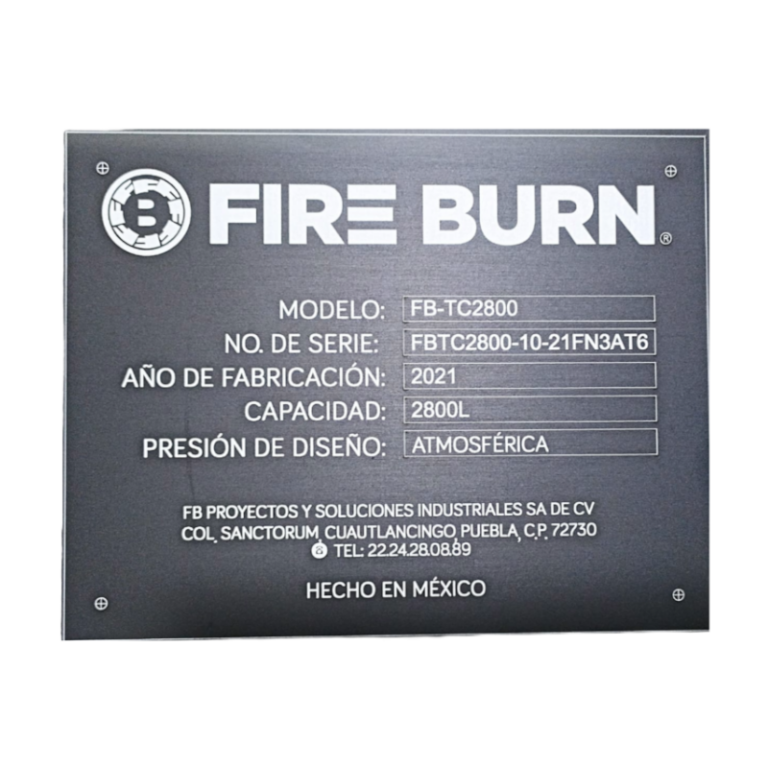 B FIRE BURN®
MODELO: FB-TC2800
NO. DE SERIE: FBTC2800-10-21FN3AT6
AÑO DE FABRICACIÓN: 2021
CAPACIDAD: 2800L
PRESIÓN DE DISEÑO: ATMOSFÉRICA
FB PROYECTOS Y SOLUCIONES INDUSTRIALES SA DE CV
COL. SANCTORUM, CUAUTLANCINGO, PUEBLA, C.P. 72730
TEL: 22.24.28.08.89
HECHO EN MÉXICO